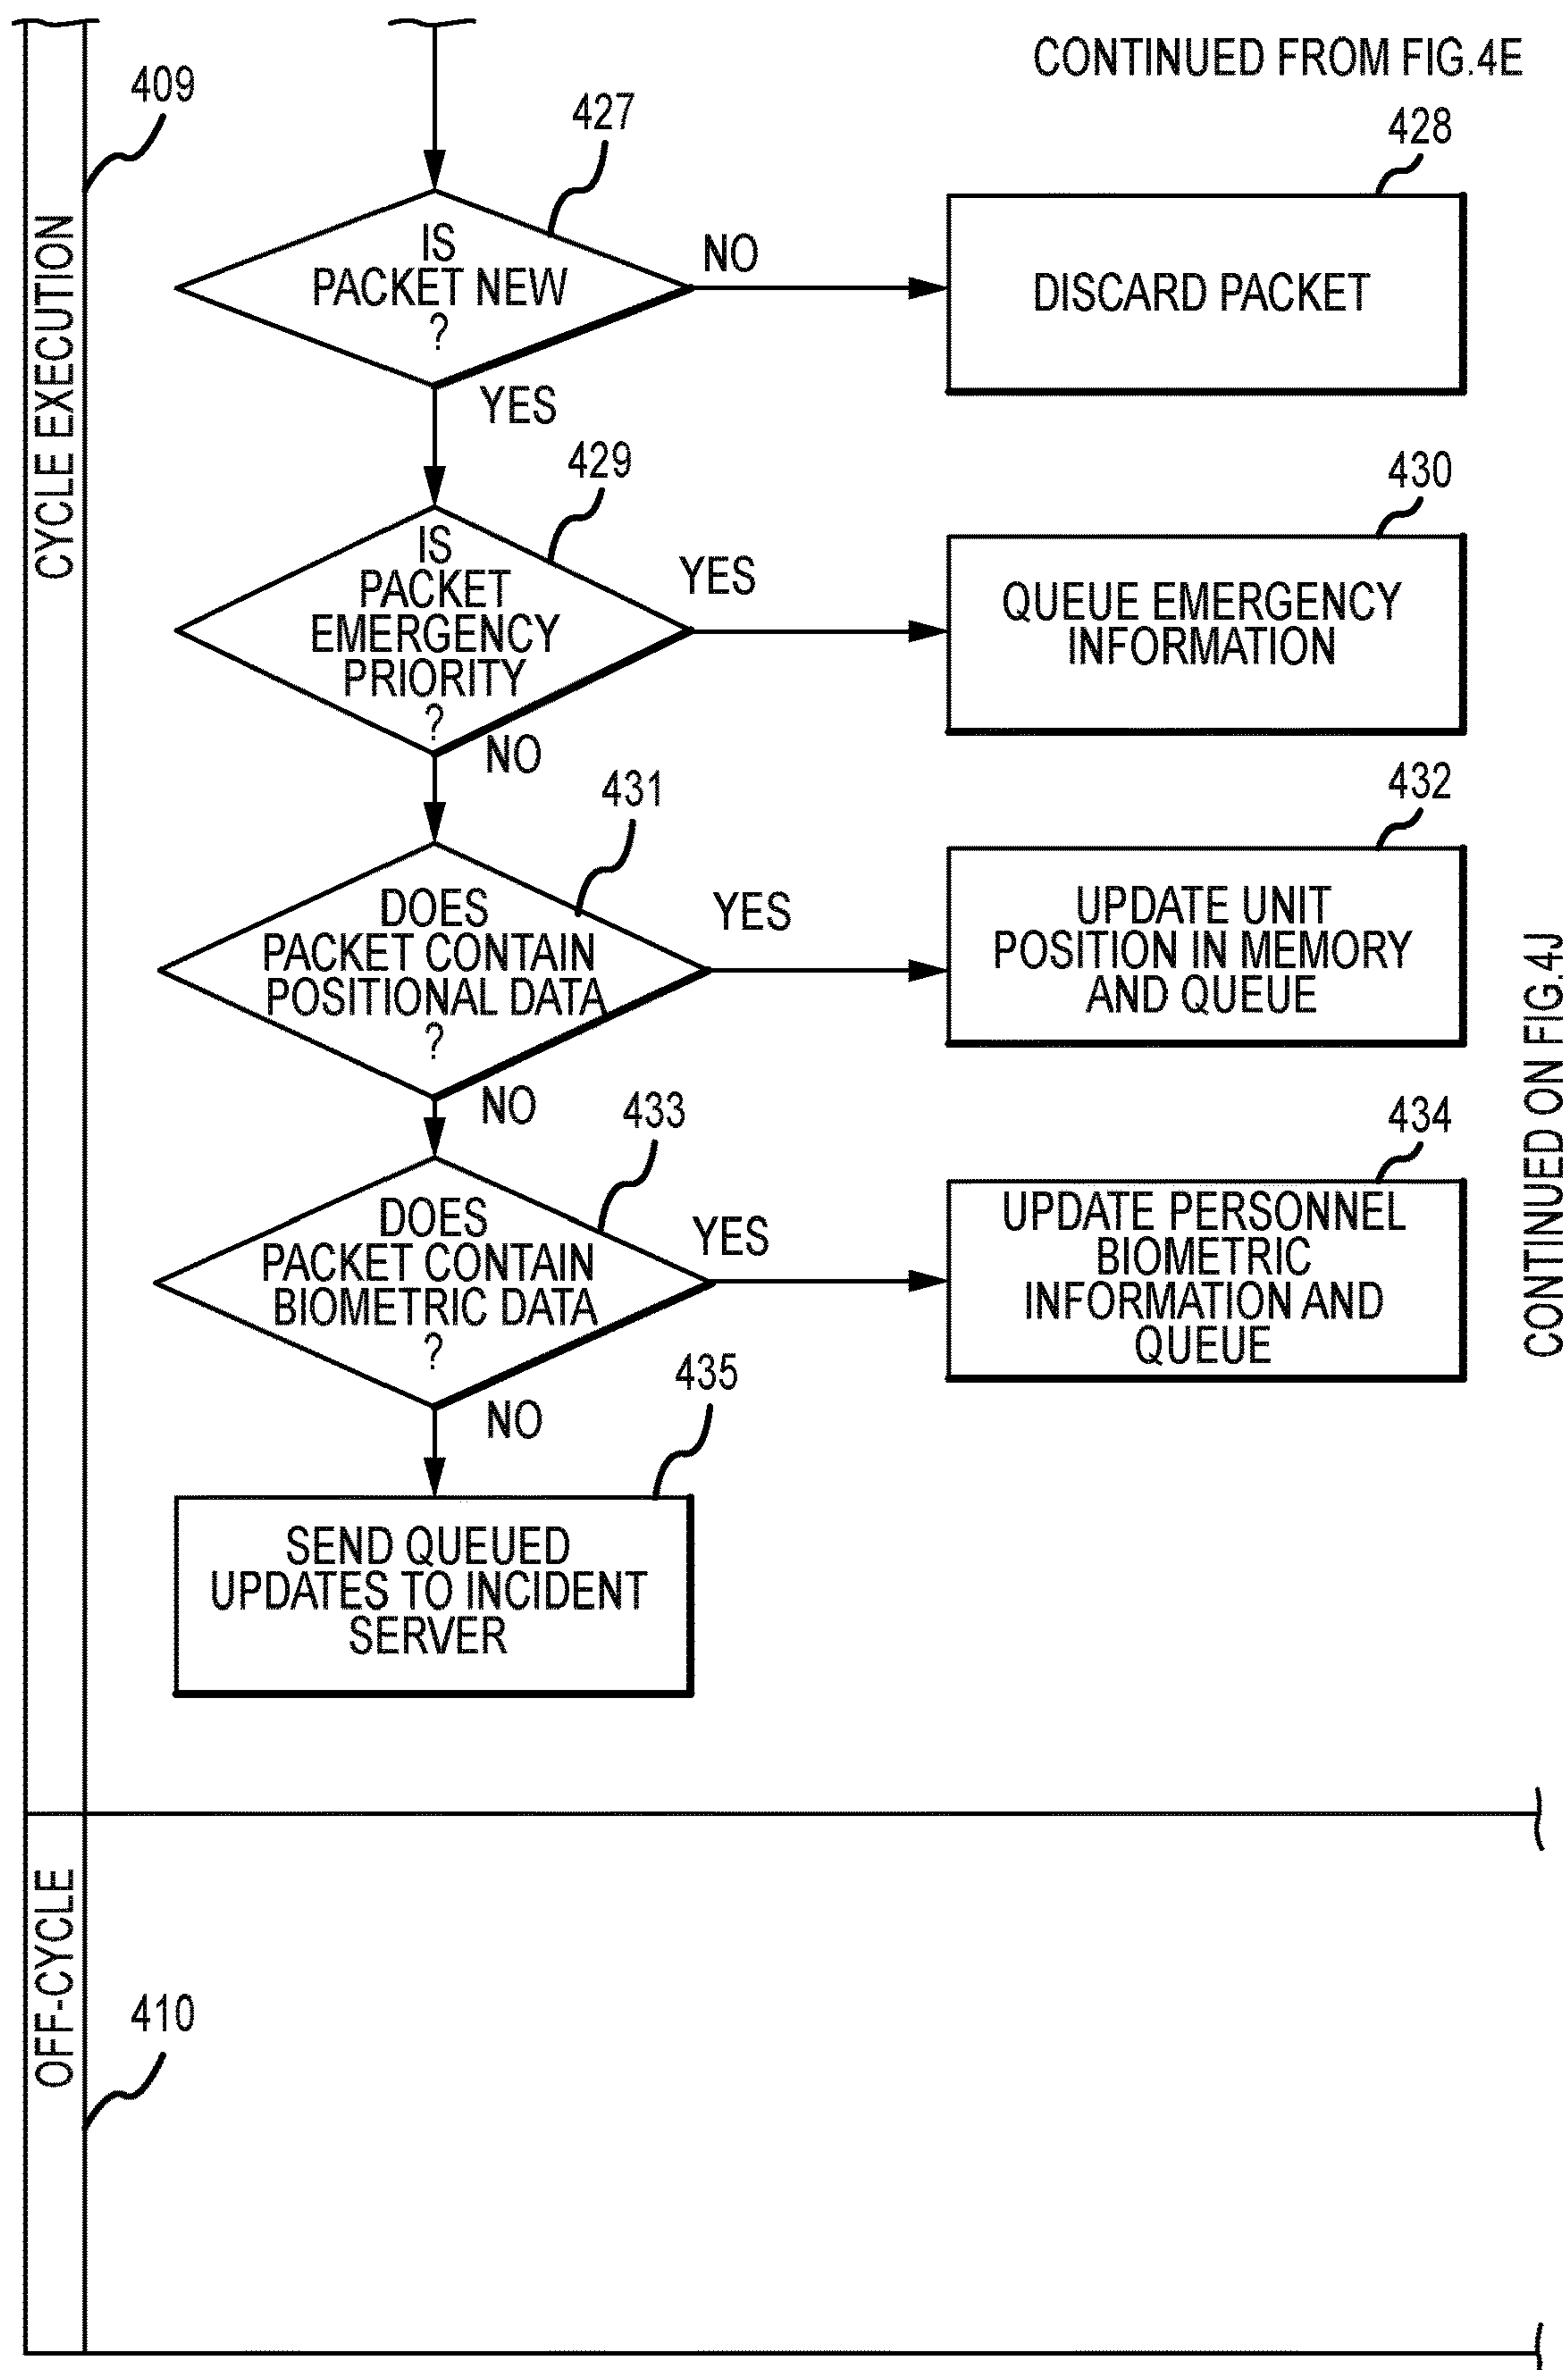 CONTINUED FROM FIG.4E
409
CYCLE EXECUTION
427
IS
PACKET NEW
?
NO
YES
428
DISCARD PACKET
429
IS
PACKET
EMERGENCY
PRIORITY
?
YES
NO
430
QUEUE EMERGENCY
INFORMATION
431
DOES
PACKET CONTAIN
POSITIONAL DATA
?
YES
NO
432
UPDATE UNIT
POSITION IN MEMORY
AND QUEUE
433
DOES
PACKET CONTAIN
BIOMETRIC DATA
?
YES
NO
434
UPDATE PERSONNEL
BIOMETRIC
INFORMATION AND
QUEUE
435
SEND QUEUED
UPDATES TO INCIDENT
SERVER
CONTINUED ON FIG.4J
OFF-CYCLE
410